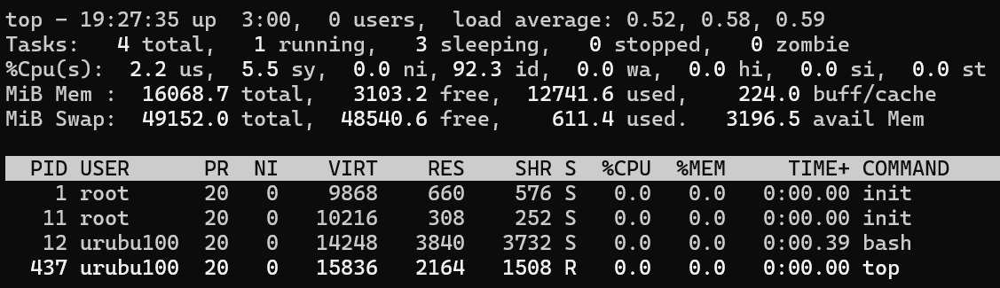 top - 19:27:35 up  3:00,  0 users,  load average: 0.52, 0.58, 0.59
Tasks:   4 total,   1 running,   3 sleeping,   0 stopped,   0 zombie
%Cpu(s):  2.2 us,  5.5 sy,  0.0 ni, 92.3 id,  0.0 wa,  0.0 hi,  0.0 si,  0.0 st
MiB Mem :  16068.7 total,   3103.2 free,  12741.6 used,    224.0 buff/cache
MiB Swap:  49152.0 total,  48540.6 free,    611.4 used.   3196.5 avail Mem

  PID USER      PR  NI    VIRT    RES    SHR S  %CPU  %MEM     TIME+ COMMAND
    1 root      20   0    9868    660    576 S   0.0   0.0   0:00.00 init
   11 root      20   0   10216    308    252 S   0.0   0.0   0:00.00 init
   12 urubu100  20   0   14248   3840   3732 S   0.0   0.0   0:00.39 bash
  437 urubu100  20   0   15836   2164   1508 R   0.0   0.0   0:00.00 top